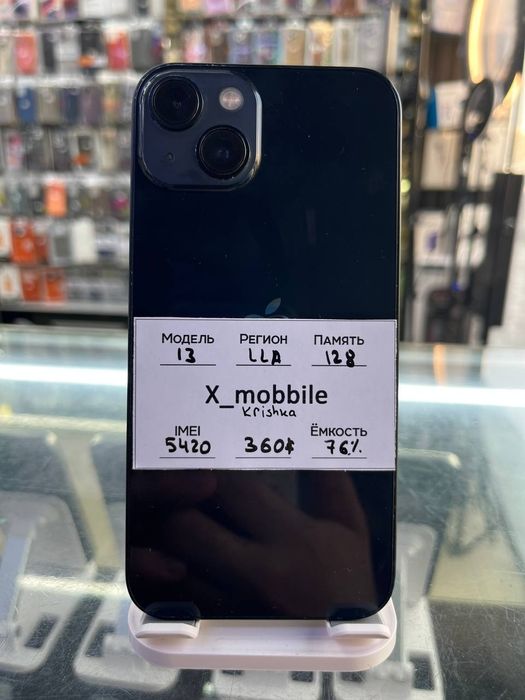 Модель Регион Память
13 LLA 128
X_mobbile
Krishka
IMEI Ёмкость
5420 360$ 76%